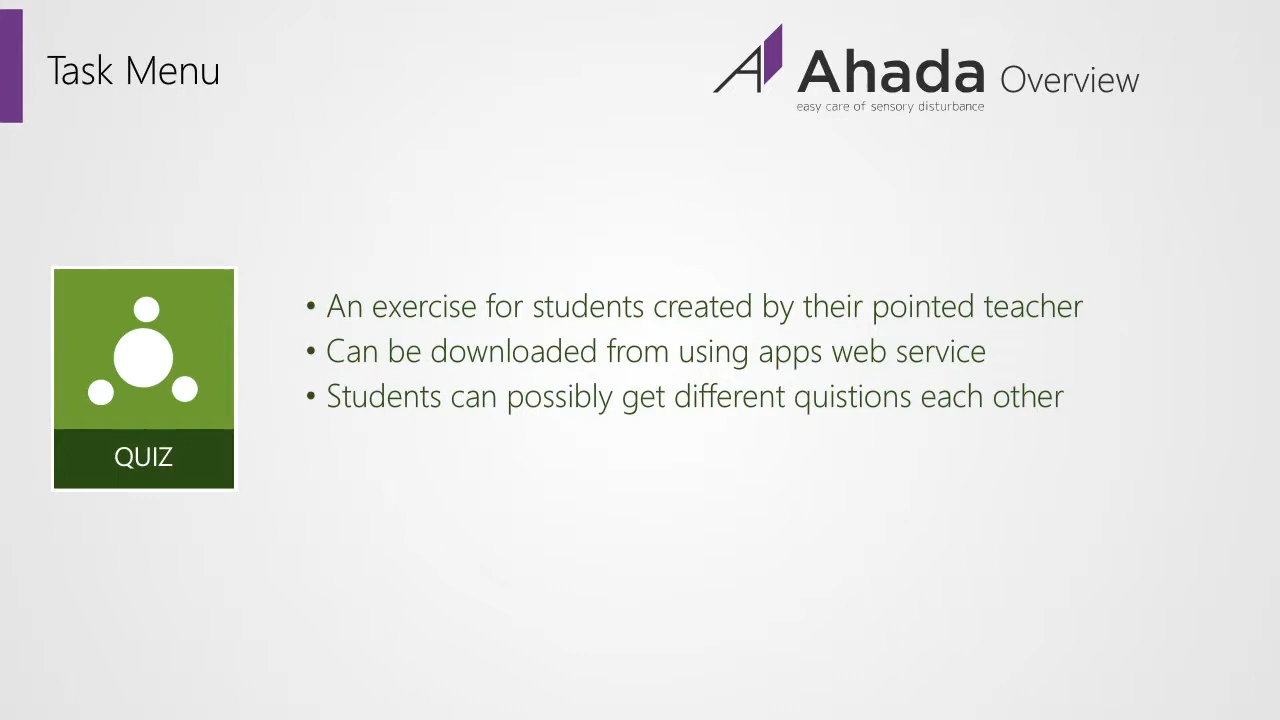 Task Menu
Ahada Overview
easy care of sensory disturbance
• An exercise for students created by their pointed teacher
• Can be downloaded from using apps web service
• Students can possibly get different quistions each other
QUIZ